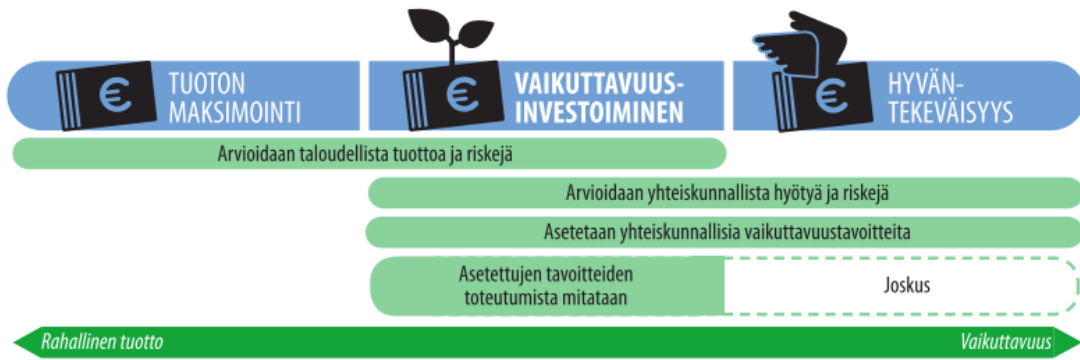 € TUOTON
MAKSIMOINTI
€ VAIKUTTAVUUS-
INVESTOIMINEN
€ HYVÄN-
TEKEVÄISYYS
Arvioidaan taloudellista tuottoa ja riskejä
Arvioidaan yhteiskunnallista hyötyä ja riskejä
Asetetaan yhteiskunnallisia vaikuttavuustavoitteita
Asetettujen tavoitteiden
toteutumista mitataan
Joskus
Rahallinen tuotto
Vaikuttavuus